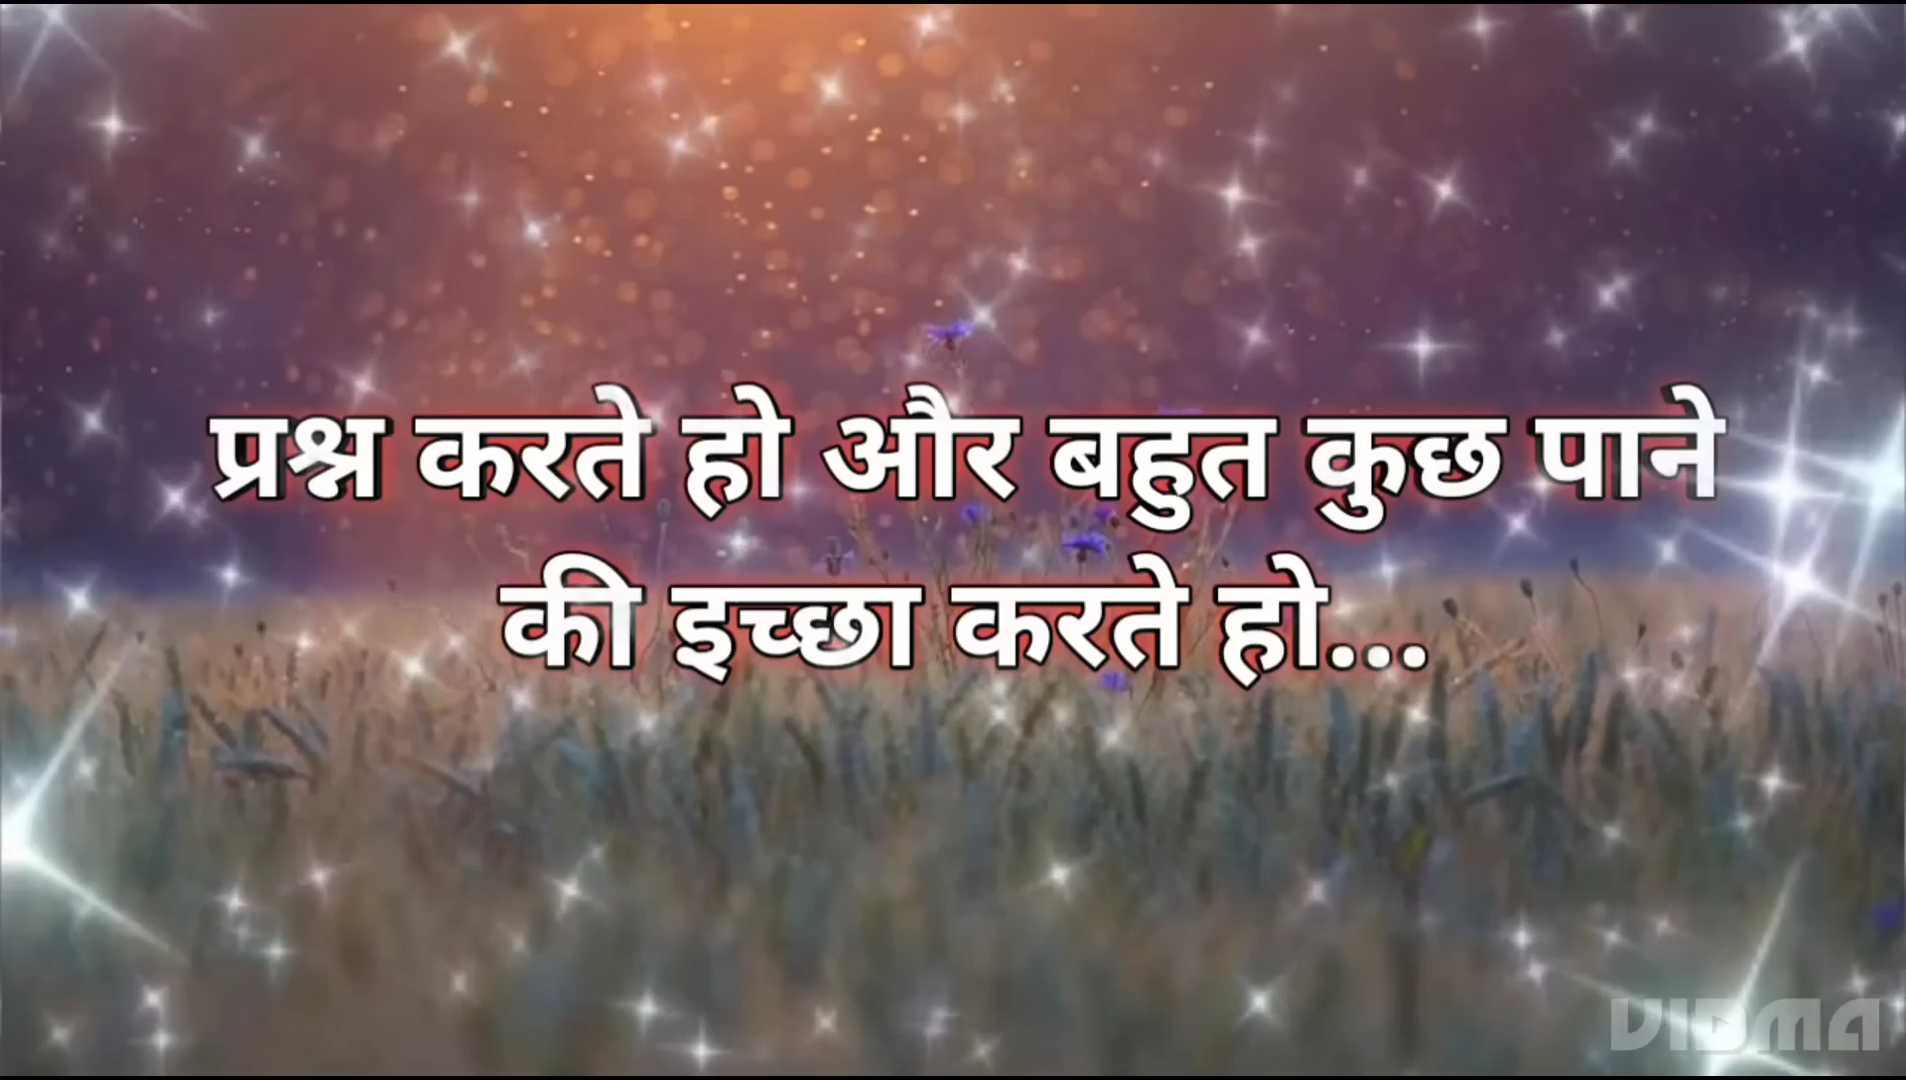 प्रश्न करते हो और बहुत कुछ पाने
की इच्छा करते हो...
VIDMA